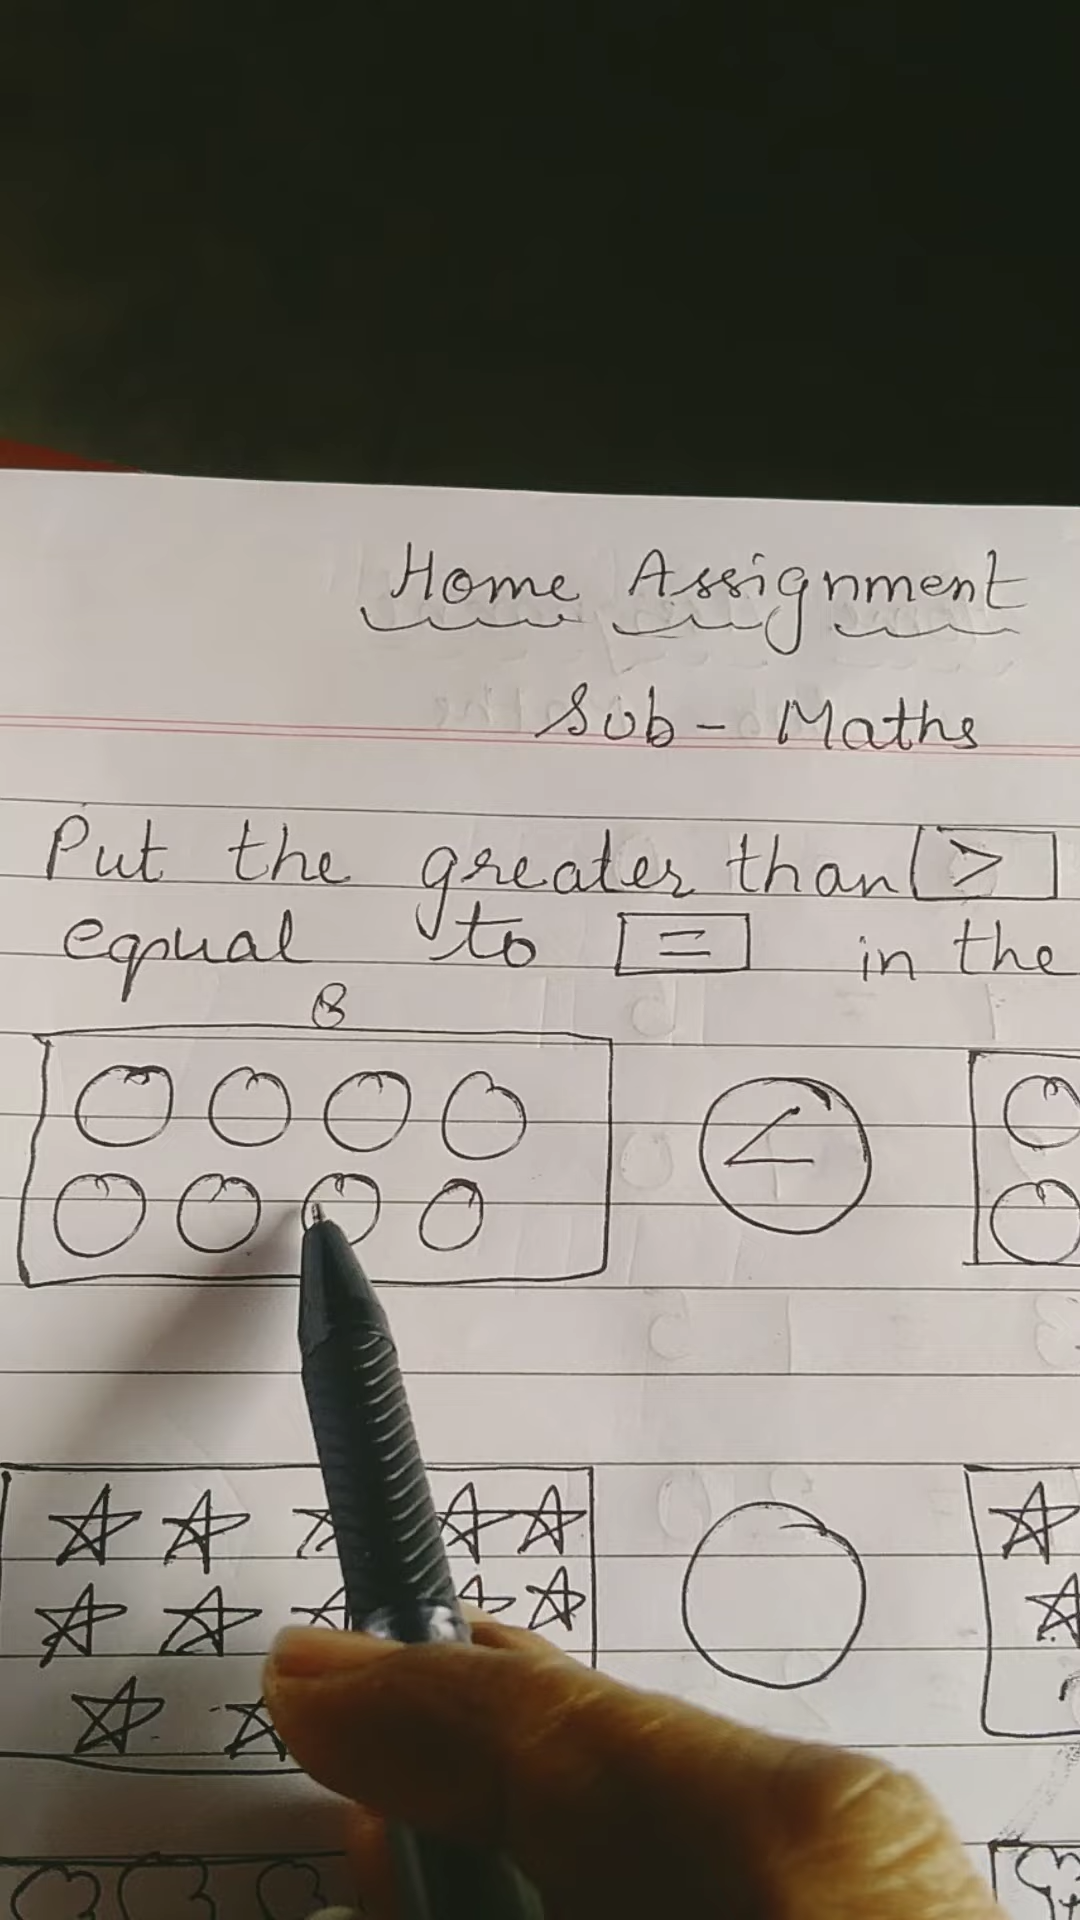 Home Assignment
Sub - Maths
Put the greater than >
equal to = in the
8
<